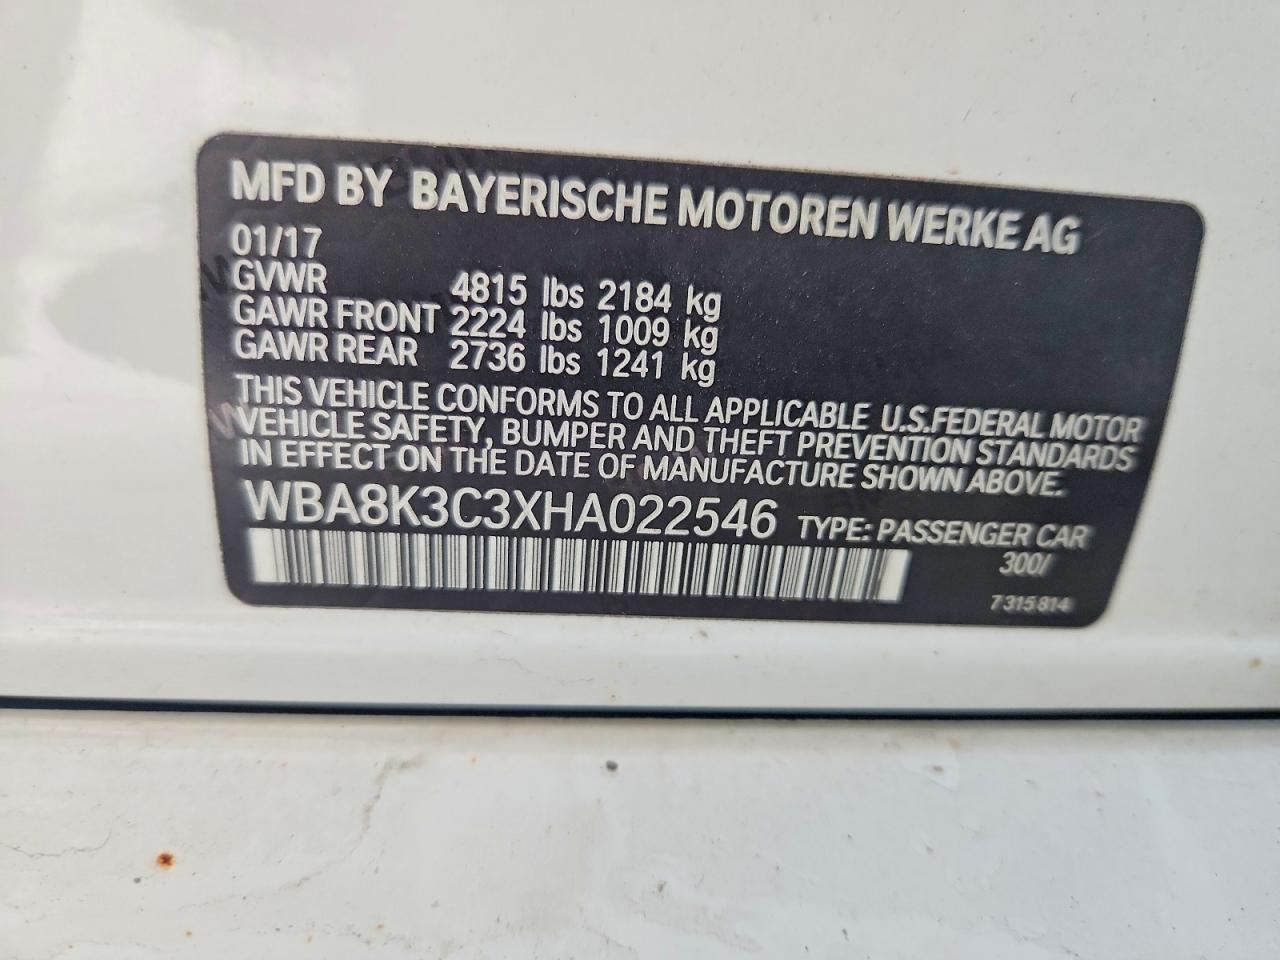 MFD BY BAYERISCHE MOTOREN WERKE AG
01/17
GVWR 4815 lbs 2184 kg
GAWR FRONT 2224 lbs 1009 kg
GAWR REAR 2736 lbs 1241 kg
THIS VEHICLE CONFORMS TO ALL APPLICABLE U.S.FEDERAL MOTOR
VEHICLE SAFETY, BUMPER AND THEFT PREVENTION STANDARDS
IN EFFECT ON THE DATE OF MANUFACTURE SHOWN ABOVE.
WBA8K3C3XHA022546 TYPE: PASSENGER CAR
300/
7315814